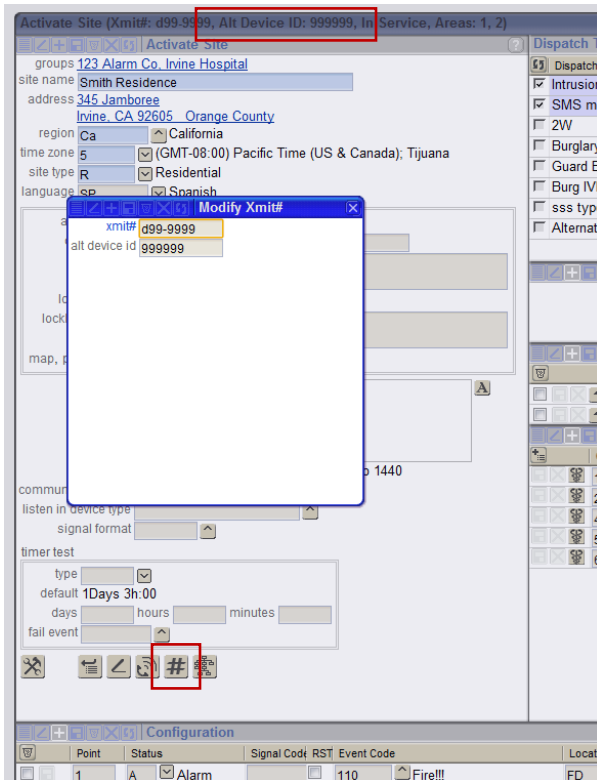 Activate Site (Xmit#: d99-9999, Alt Device ID: 999999, In Service, Areas: 1, 2)
Activate Site
Dispatch
groups 123 Alarm Co, Irvine Hospital
Dispatch
site name Smith Residence
Intrusion
address 345 Jamboree
SMS m
Irvine, CA 92605 Orange County
2W
region Ca California
Burglary
time zone 5 (GMT-08:00) Pacific Time (US & Canada); Tijuana
Guard E
site type R Residential
Burg IV
language SP Spanish
sss typ
Modify Xmit#
Alternat
xmit# d99-9999
alt device id 999999
lockl
map, p
A
o 1440
commun
listen in device type
signal format
timer test
type
default 1Days 3h:00
days hours minutes
fail event
#
Configuration
Point Status Signal Code RST Event Code Locat
1 A Alarm 110 Fire!!! FD